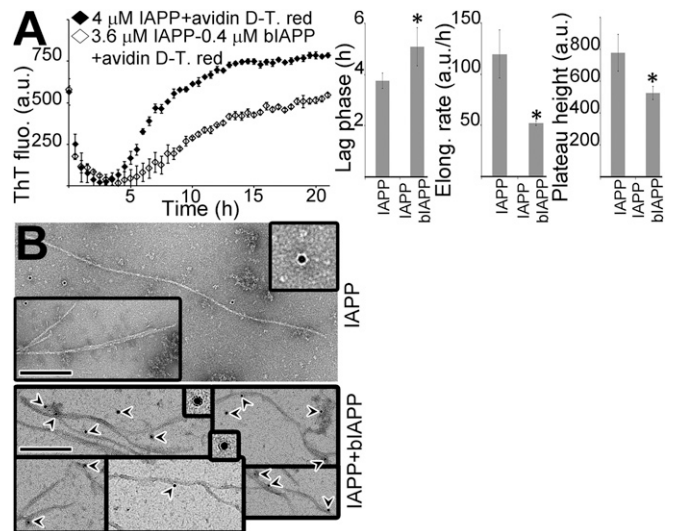 A
4 μM IAPP+avidin D-T. red
3.6 μM IAPP-0.4 μM bIAPP
+avidin D-T. red
ThT fluo. (a.u.)
750
500
250
0
5
10
15
20
Time (h)
Lag phase (h)
6
4
2
*
IAPP
IAPP
bIAPP
Elong. rate (a.u./h)
150
100
50
*
IAPP
IAPP
bIAPP
Plateau height (a.u.)
800
600
400
200
*
IAPP
IAPP
bIAPP
B
IAPP
IAPP+bIAPP